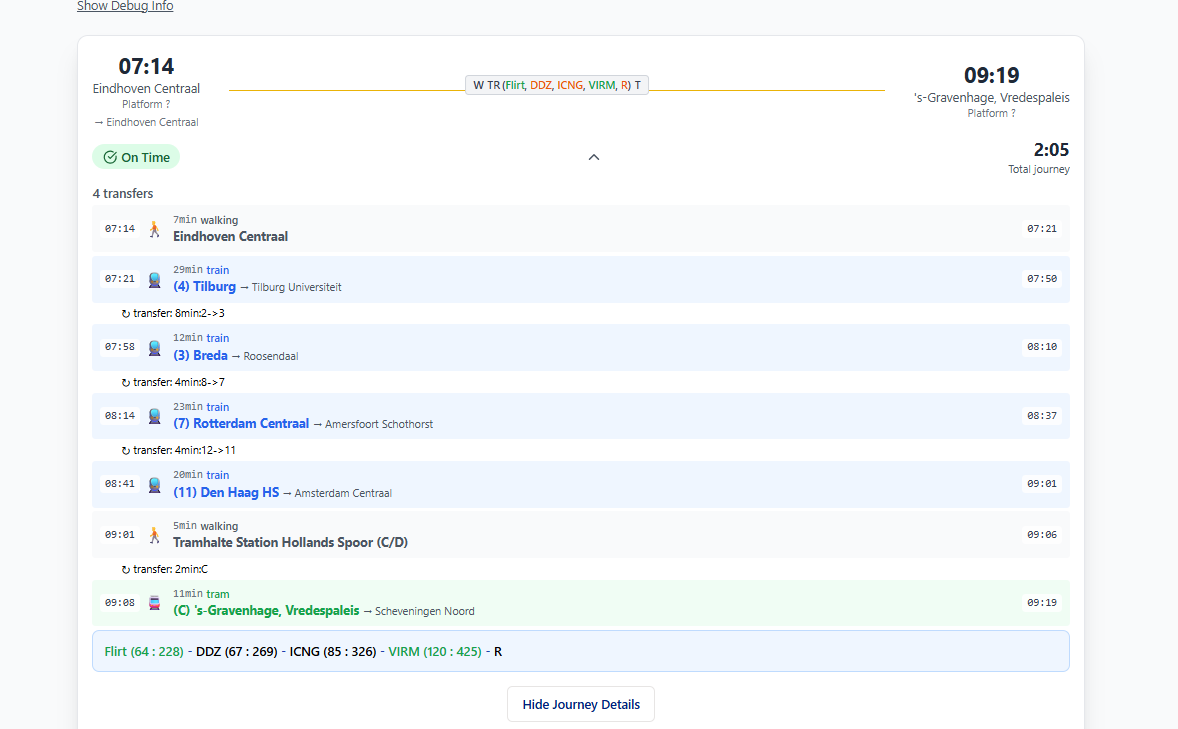 Show Debug Info
07:14
Eindhoven Centraal
Platform ?
→ Eindhoven Centraal
W TR (Flirt, DDZ, ICNG, VIRM, R) T
09:19
's-Gravenhage, Vredespaleis
Platform ?
On Time
2:05
Total journey
4 transfers
07:14 7min walking 07:21
Eindhoven Centraal
07:21 29min train 07:50
(4) Tilburg → Tilburg Universiteit
↻ transfer: 8min:2->3
07:58 12min train 08:10
(3) Breda → Roosendaal
↻ transfer: 4min:8->7
08:14 23min train 08:37
(7) Rotterdam Centraal → Amersfoort Schothorst
↻ transfer: 4min:12->11
08:41 20min train 09:01
(11) Den Haag HS → Amsterdam Centraal
09:01 5min walking 09:06
Tramhalte Station Hollands Spoor (C/D)
↻ transfer: 2min:C
09:08 11min tram 09:19
(C) 's-Gravenhage, Vredespaleis → Scheveningen Noord
Flirt (64 : 228) - DDZ (67 : 269) - ICNG (85 : 326) - VIRM (120 : 425) - R
Hide Journey Details